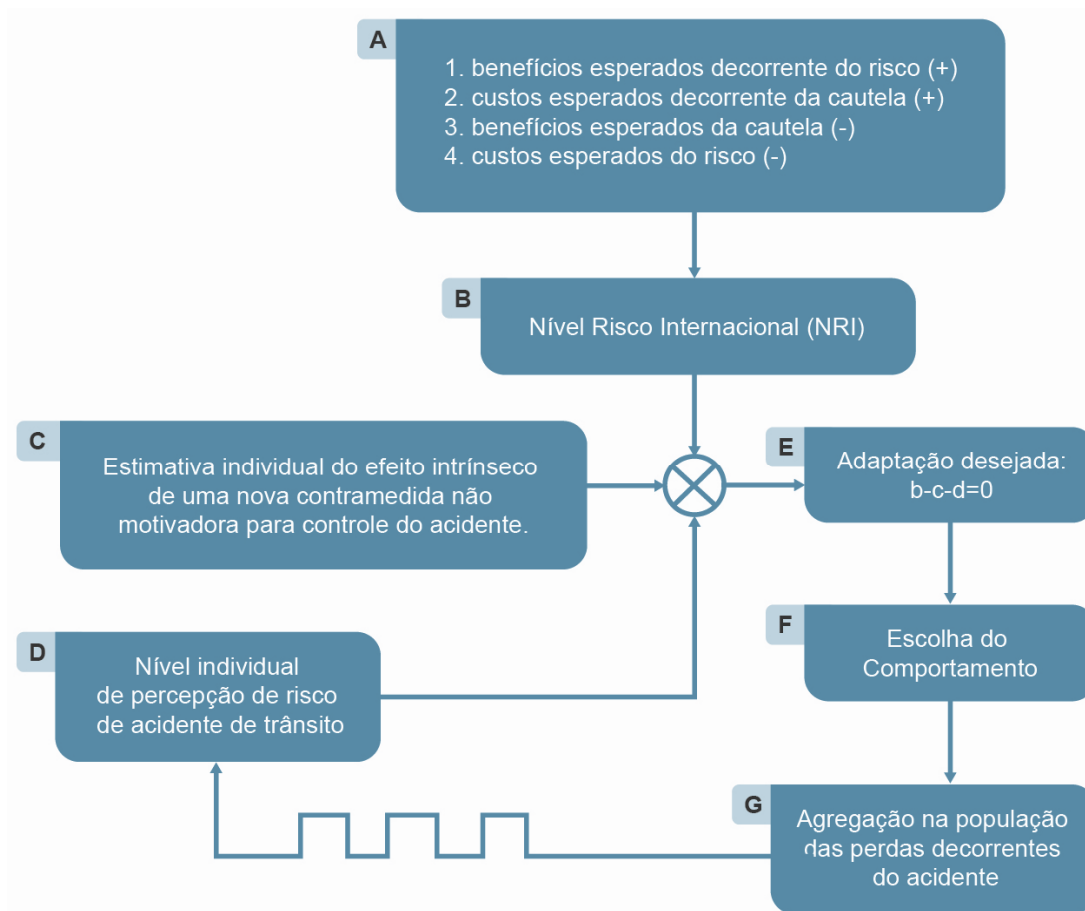 A
1. benefícios esperados decorrente do risco (+)
2. custos esperados decorrente da cautela (+)
3. benefícios esperados da cautela (-)
4. custos esperados do risco (-)
B
Nível Risco Internacional (NRI)
C
Estimativa individual do efeito intrínseco
de uma nova contramedida não
motivadora para controle do acidente.
E
Adaptação desejada:
b-c-d=0
D
Nível individual
de percepção de risco
de acidente de trânsito
F
Escolha do
Comportamento
G
Agregação na população
das perdas decorrentes
do acidente